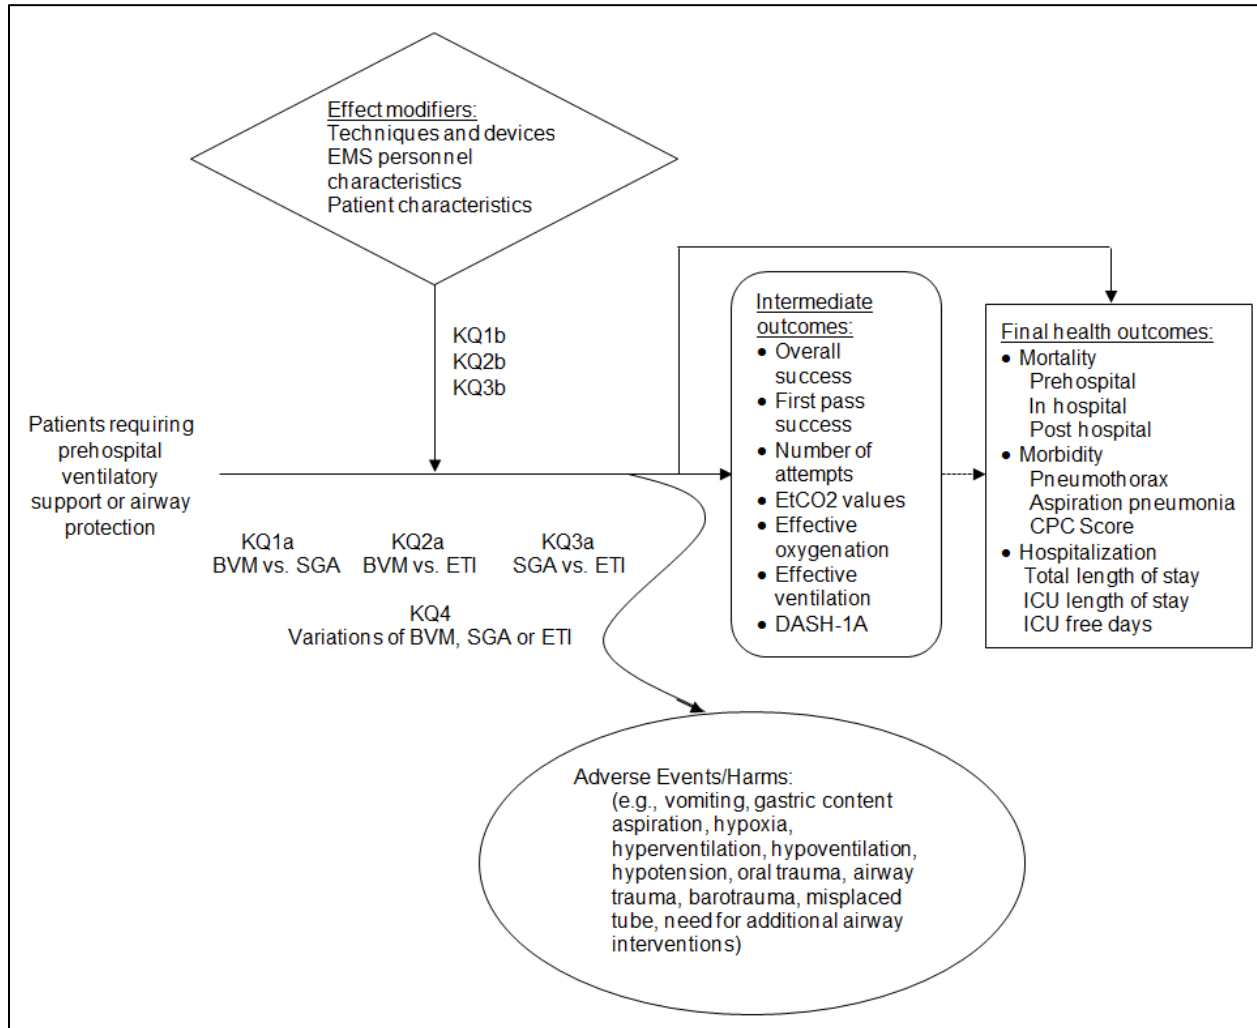 Effect modifiers:
Techniques and devices
EMS personnel
characteristics
Patient characteristics
KQ1b
KQ2b
KQ3b
Patients requiring
prehospital
ventilatory
support or airway
protection
KQ1a
BVM vs. SGA
KQ2a
BVM vs. ETI
KQ3a
SGA vs. ETI
KQ4
Variations of BVM, SGA or ETI
Intermediate
outcomes:
• Overall
success
• First pass
success
• Number of
attempts
• EtCO2 values
• Effective
oxygenation
• Effective
ventilation
• DASH-1A
Final health outcomes:
• Mortality
Prehospital
In hospital
Post hospital
• Morbidity
Pneumothorax
Aspiration pneumonia
CPC Score
• Hospitalization
Total length of stay
ICU length of stay
ICU free days
Adverse Events/Harms:
(e.g., vomiting, gastric content
aspiration, hypoxia,
hyperventilation, hypoventilation,
hypotension, oral trauma, airway
trauma, barotrauma, misplaced
tube, need for additional airway
interventions)